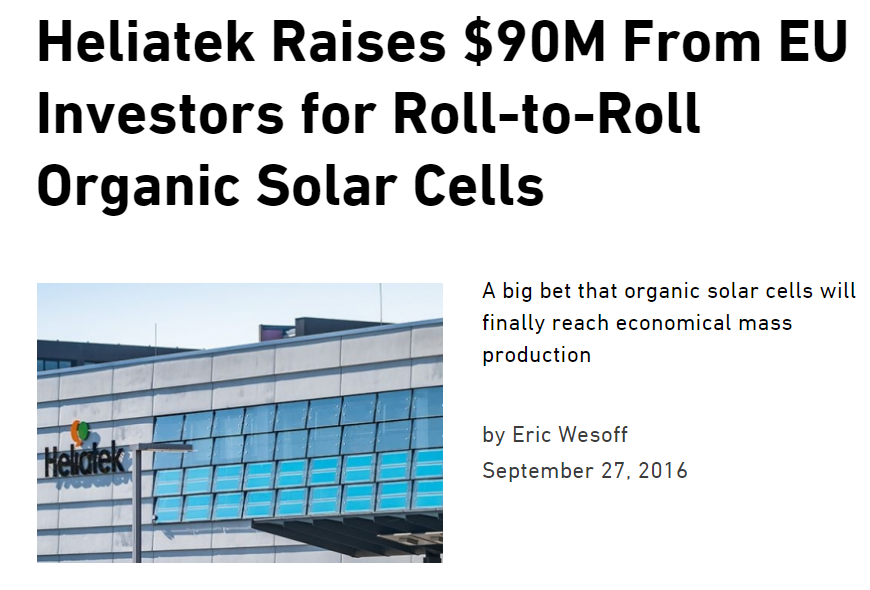 Heliatek Raises $90M From EU
Investors for Roll-to-Roll
Organic Solar Cells
A big bet that organic solar cells will
finally reach economical mass
production
by Eric Wesoff
September 27, 2016
Heliatek